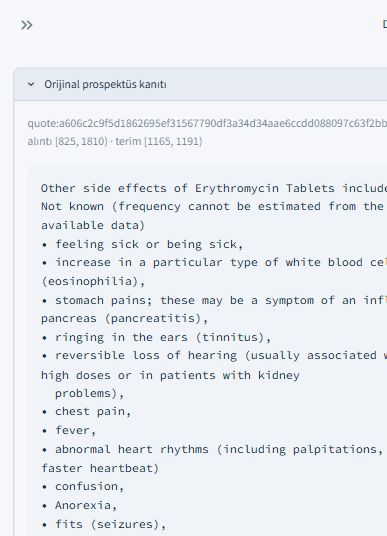 Orijinal prospektüs kanıtı
quote:a606c2c9f5d1862695ef31567790df3a34d34aae6ccdd088097c63f2bb
alıntı [825, 1810) · terim [1165, 1191)
Other side effects of Erythromycin Tablets include
Not known (frequency cannot be estimated from the
available data)
• feeling sick or being sick,
• increase in a particular type of white blood cel
(eosinophilia),
• stomach pains; these may be a symptom of an infl
pancreas (pancreatitis),
• ringing in the ears (tinnitus),
• reversible loss of hearing (usually associated w
high doses or in patients with kidney
problems),
• chest pain,
• fever,
• abnormal heart rhythms (including palpitations,
faster heartbeat)
• confusion,
• Anorexia,
• fits (seizures),